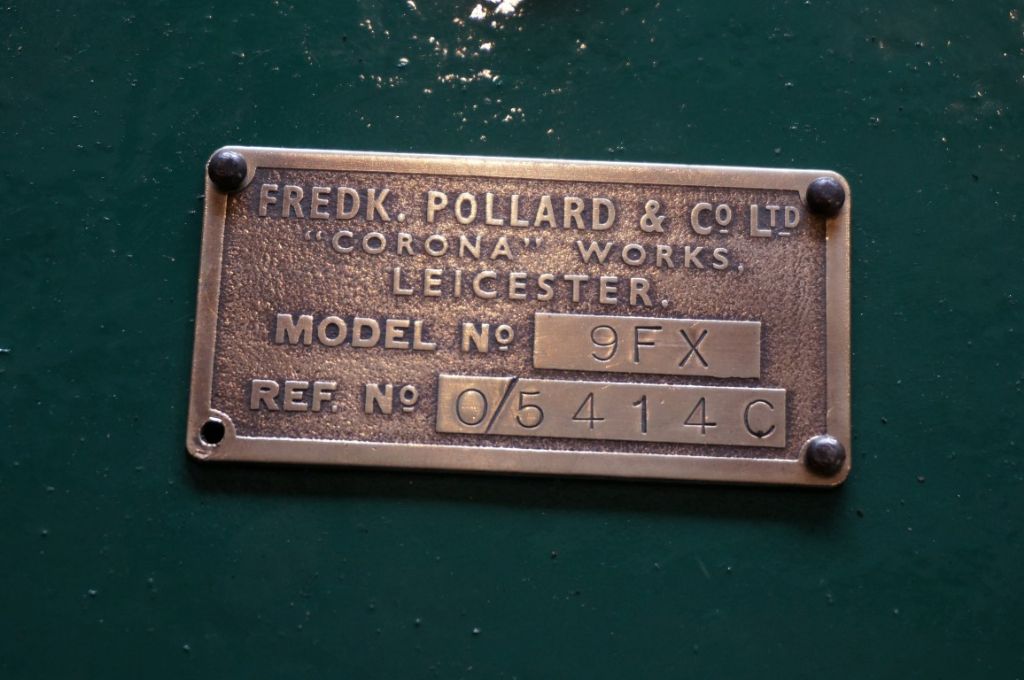 FREDK. POLLARD & Cº LTD
"CORONA" WORKS,
LEICESTER.
MODEL Nº 9FX
REF. Nº 0/5414C